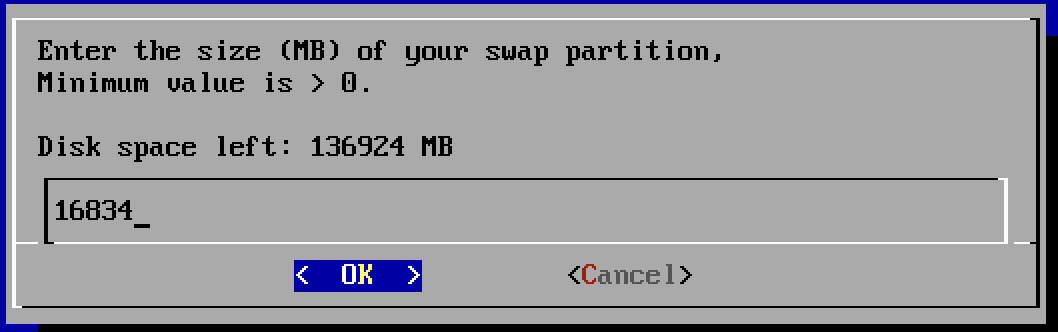 Enter the size (MB) of your swap partition,
Minimum value is > 0.
Disk space left: 136924 MB
16834_
< OK > <Cancel>